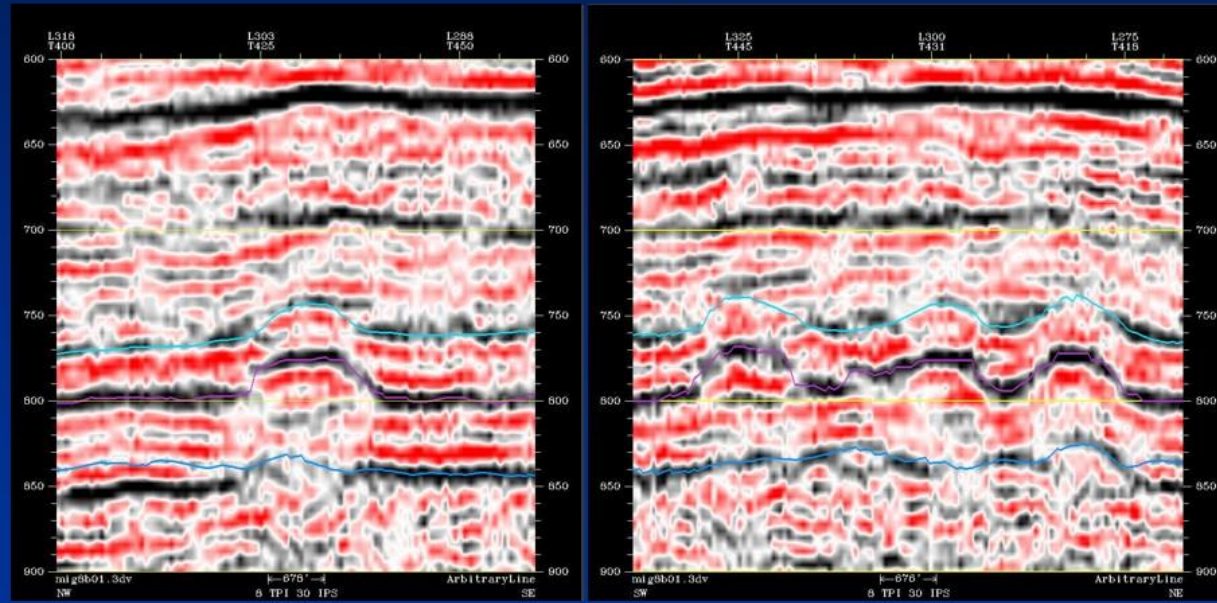 L318 L303 L288
T400 T425 T450
600 600
650 650
700 700
750 750
800 800
850 850
900 900
mig8b01.3dv ├─678'─┤ ArbitraryLine
NW 8 TPI 30 IPS SE
L325 L300 L275
T445 T431 T418
600 600
650 650
700 700
750 750
800 800
850 850
900 900
mig8b01.3dv ├─676'─┤ ArbitraryLine
SW 8 TPI 30 IPS NE